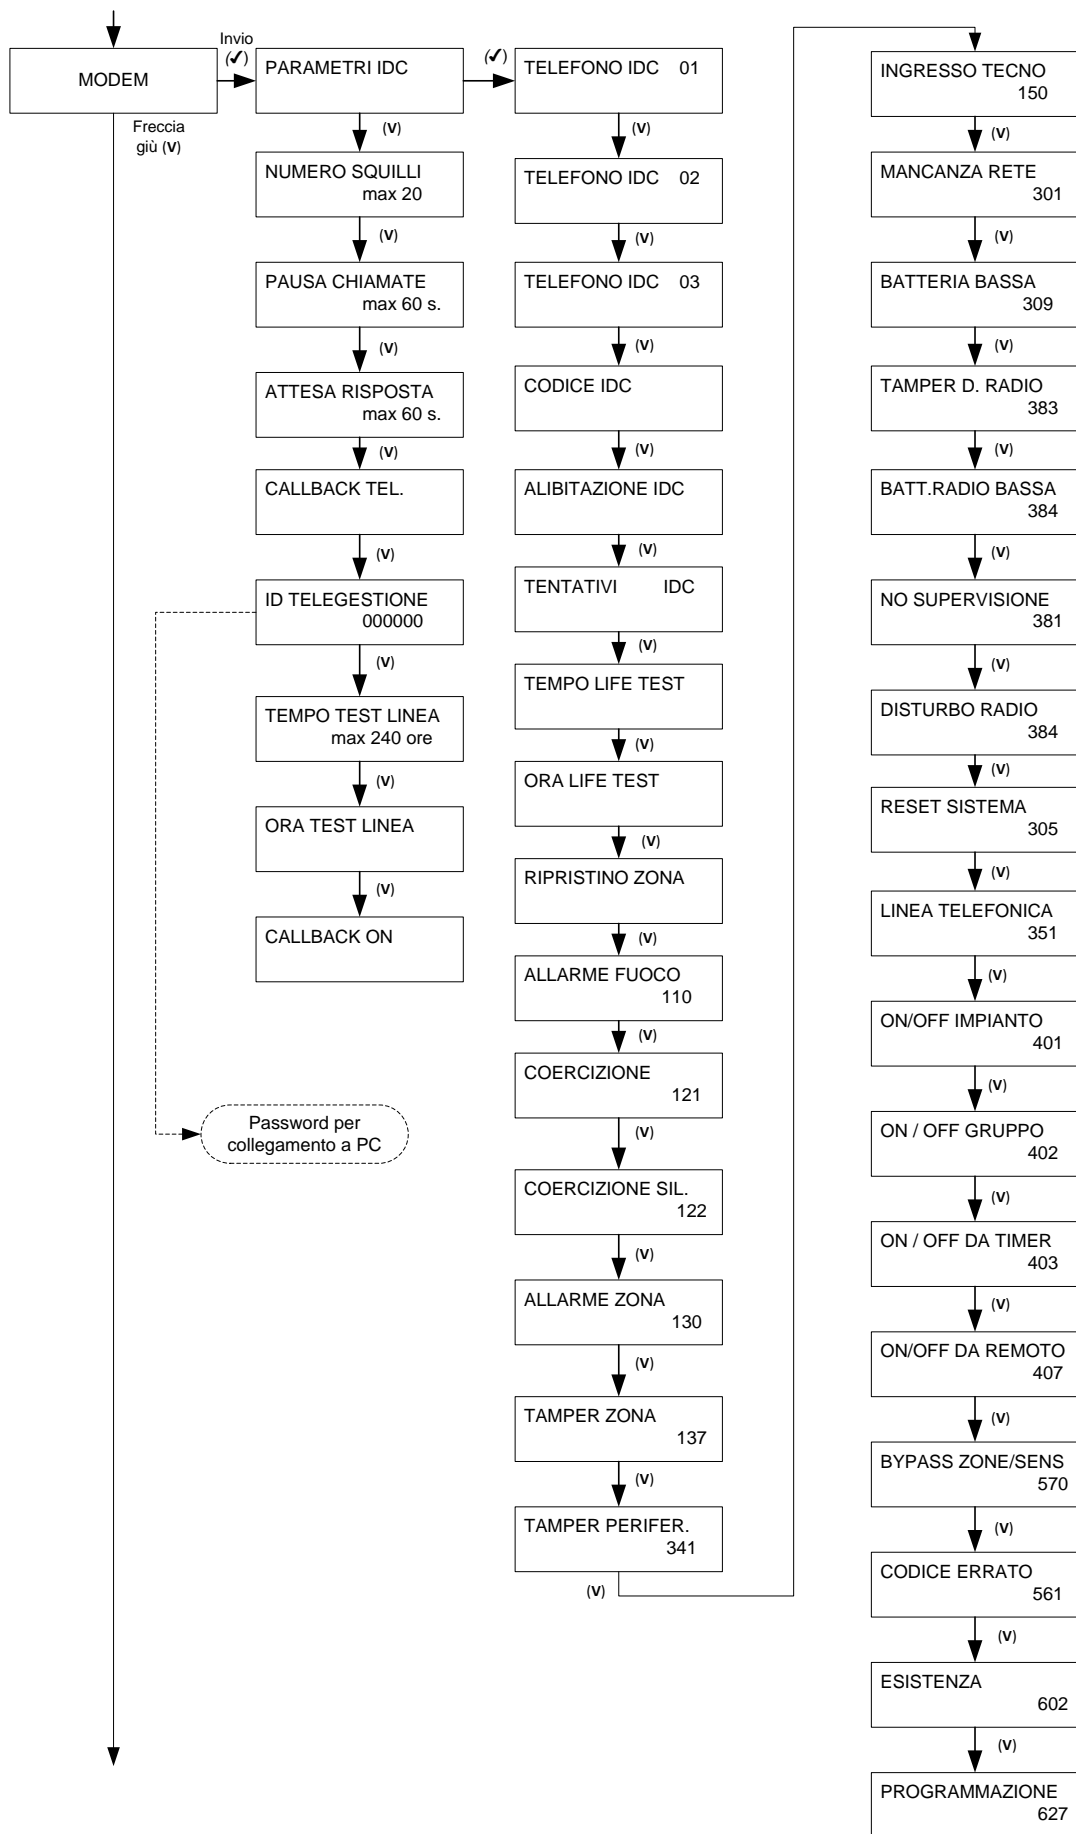 MODEM
Invio
(✓)
Freccia
giù (V)
PARAMETRI IDC
(V)
NUMERO SQUILLI
max 20
(V)
PAUSA CHIAMATE
max 60 s.
(V)
ATTESA RISPOSTA
max 60 s.
(V)
CALLBACK TEL.
(V)
ID TELEGESTIONE
000000
(V)
TEMPO TEST LINEA
max 240 ore
(V)
ORA TEST LINEA
(V)
CALLBACK ON
Password per
collegamento a PC
(✓)
TELEFONO IDC 01
(V)
TELEFONO IDC 02
(V)
TELEFONO IDC 03
(V)
CODICE IDC
(V)
ALIBITAZIONE IDC
(V)
TENTATIVI IDC
(V)
TEMPO LIFE TEST
(V)
ORA LIFE TEST
(V)
RIPRISTINO ZONA
(V)
ALLARME FUOCO
110
(V)
COERCIZIONE
121
(V)
COERCIZIONE SIL.
122
(V)
ALLARME ZONA
130
(V)
TAMPER ZONA
137
(V)
TAMPER PERIFER.
341
(V)
INGRESSO TECNO
150
(V)
MANCANZA RETE
301
(V)
BATTERIA BASSA
309
(V)
TAMPER D. RADIO
383
(V)
BATT.RADIO BASSA
384
(V)
NO SUPERVISIONE
381
(V)
DISTURBO RADIO
384
(V)
RESET SISTEMA
305
(V)
LINEA TELEFONICA
351
(V)
ON/OFF IMPIANTO
401
(V)
ON / OFF GRUPPO
402
(V)
ON / OFF DA TIMER
403
(V)
ON/OFF DA REMOTO
407
(V)
BYPASS ZONE/SENS
570
(V)
CODICE ERRATO
561
(V)
ESISTENZA
602
(V)
PROGRAMMAZIONE
627